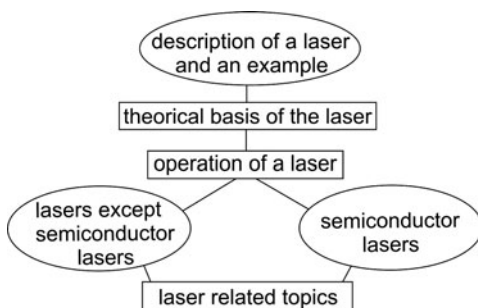 description of a laser
and an example
theorical basis of the laser
operation of a laser
lasers except
semiconductor
lasers
semiconductor
lasers
laser related topics